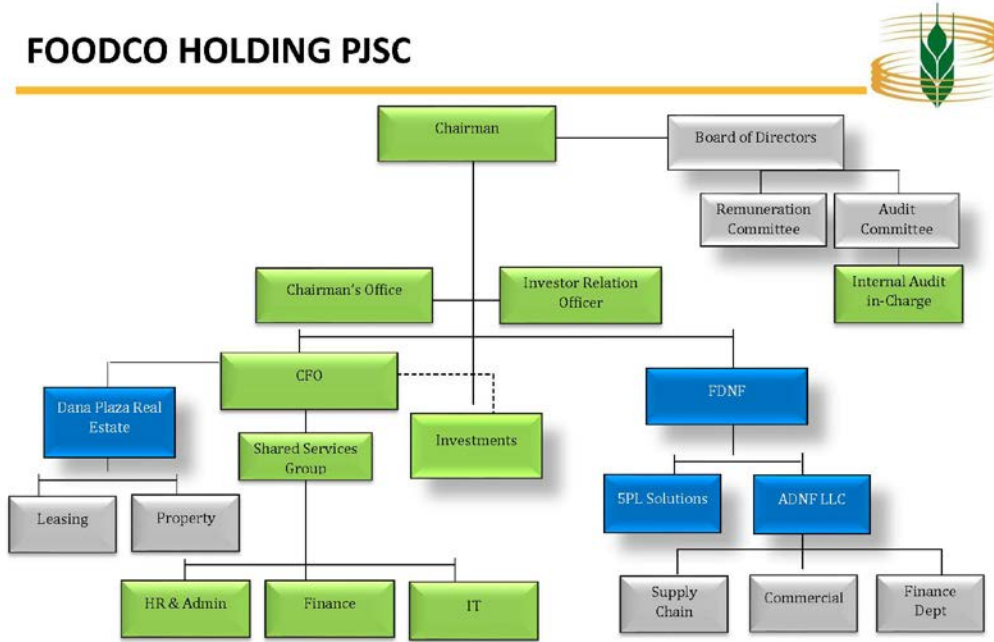 FOODCO HOLDING PJSC
Chairman
Board of Directors
Remuneration
Committee
Audit
Committee
Internal Audit
in-Charge
Chairman's Office
Investor Relation
Officer
CFO
FDNF
Dana Plaza Real
Estate
Shared Services
Group
Investments
Leasing
Property
5PL Solutions
ADNF LLC
HR & Admin
Finance
IT
Supply
Chain
Commercial
Finance
Dept